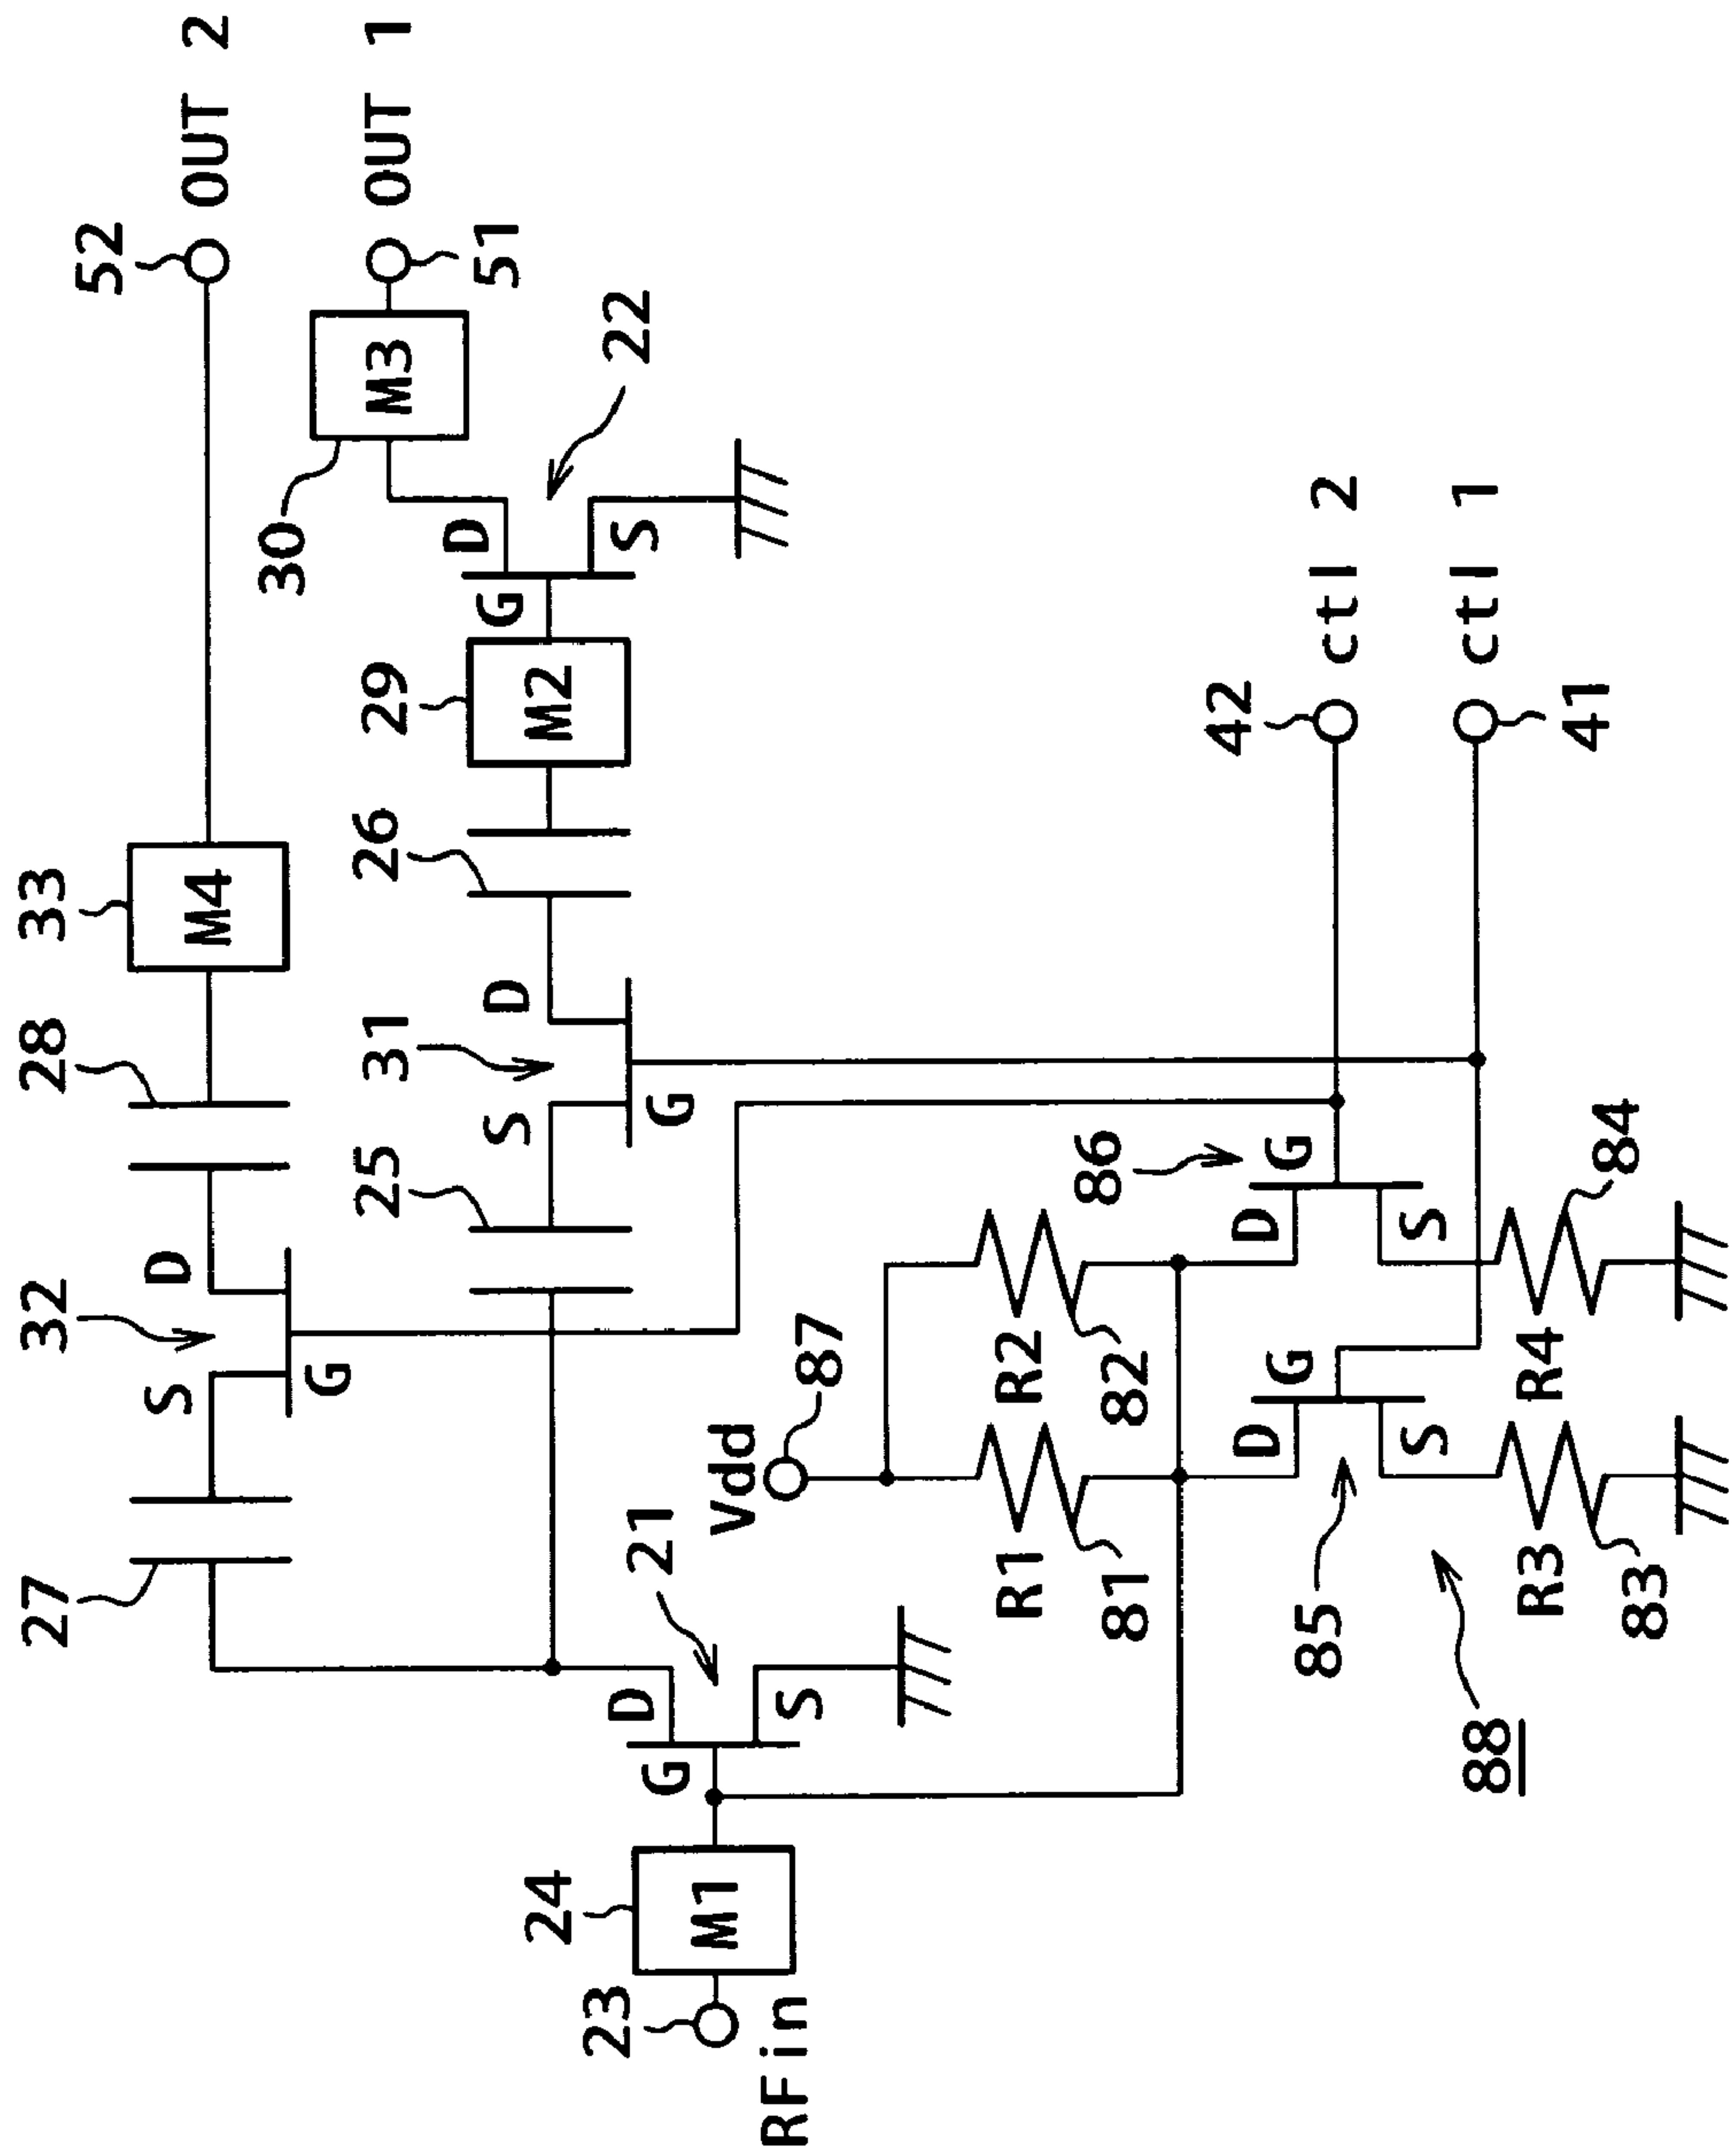 27
32
28
33
52
S
D
M4
OUT 2
30
G
25
31
26
29
M3
OUT 1
D
S
D
G
51
24
M2
23
D
22
S
21
G
G
M1
Vdd
RFin
S
87
R1
R2
86
81
82
42
D
D
G
G
85
ctl 2
S
S
ctl 1
88
R3
R4
41
84
83